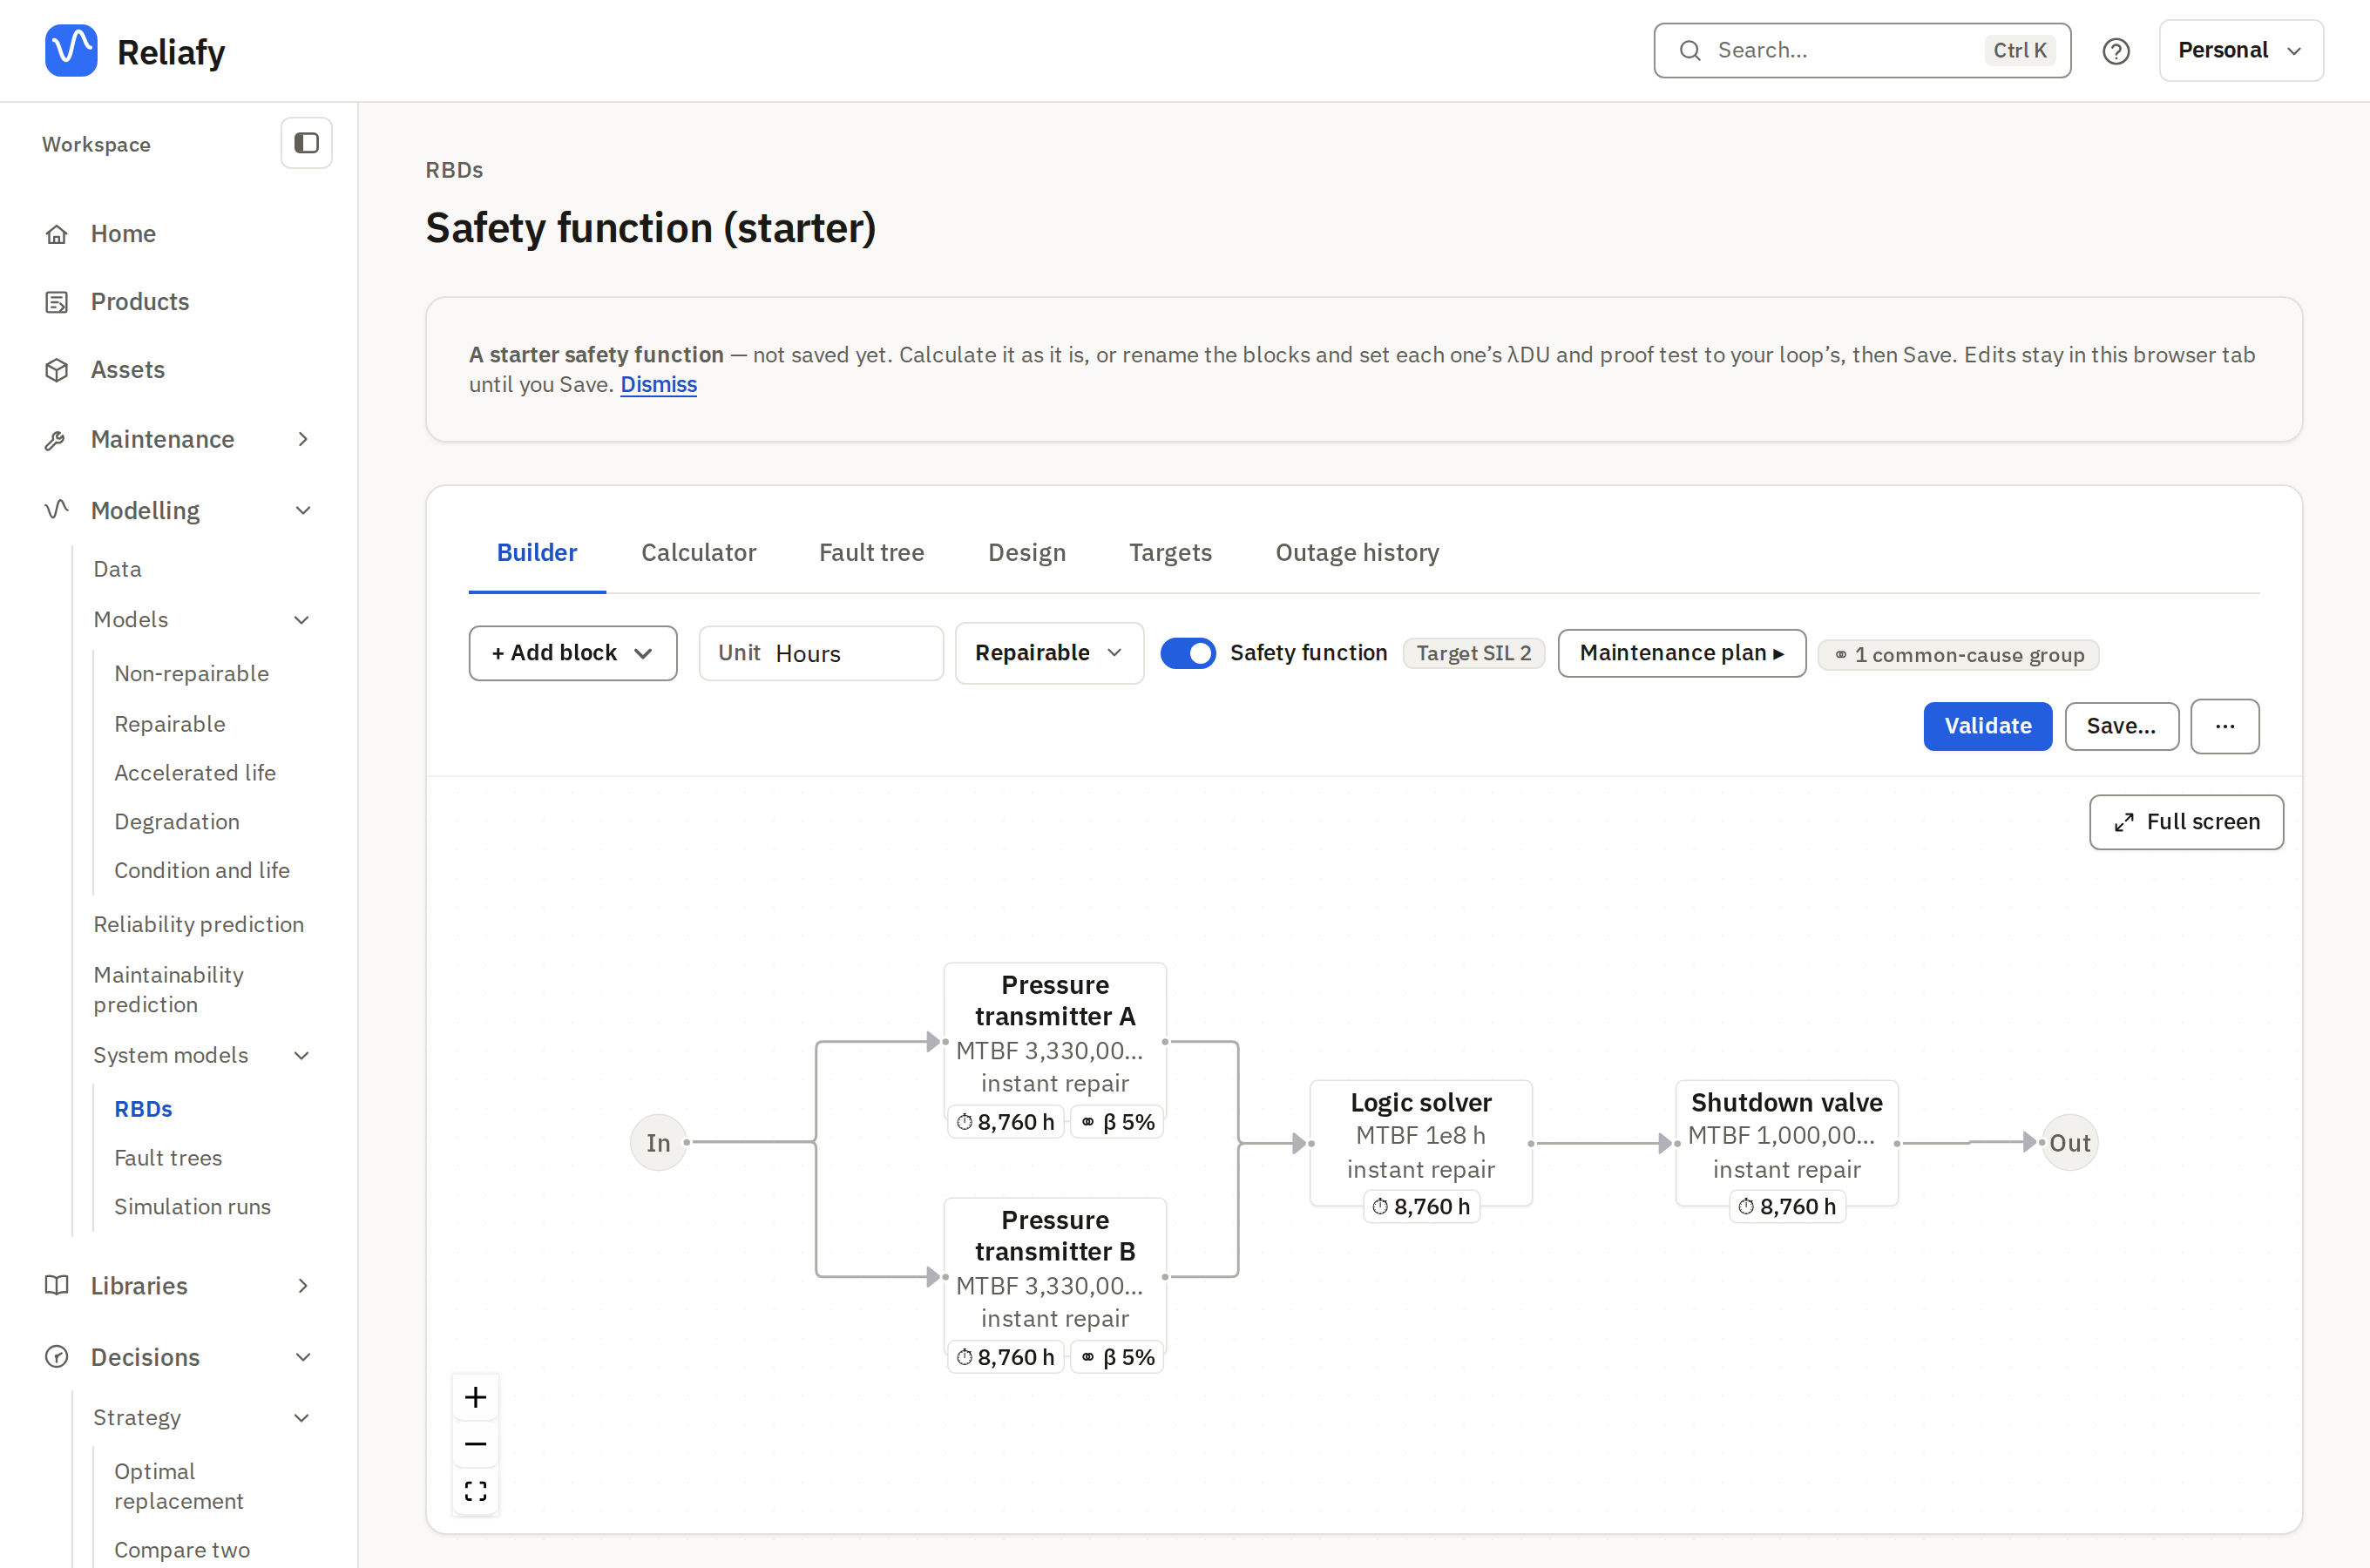 Reliafy
Search...
Ctrl K
Personal
Workspace
Home
Products
Assets
Maintenance
Modelling
Data
Models
Non-repairable
Repairable
Accelerated life
Degradation
Condition and life
Reliability prediction
Maintainability
prediction
System models
RBDs
Fault trees
Simulation runs
Libraries
Decisions
Strategy
Optimal
replacement
Compare two
RBDs
Safety function (starter)
A starter safety function — not saved yet. Calculate it as it is, or rename the blocks and set each one’s λDU and proof test to your loop’s, then Save. Edits stay in this browser tab
until you Save. Dismiss
Builder
Calculator
Fault tree
Design
Targets
Outage history
+ Add block
Unit Hours
Repairable
Safety function
Target SIL 2
Maintenance plan ▸
⚭ 1 common-cause group
Validate
Save...
···
Full screen
In
Pressure
transmitter A
MTBF 3,330,00...
instant repair
⏱ 8,760 h
⚭ β 5%
Pressure
transmitter B
MTBF 3,330,00...
instant repair
⏱ 8,760 h
⚭ β 5%
Logic solver
MTBF 1e8 h
instant repair
⏱ 8,760 h
Shutdown valve
MTBF 1,000,00...
instant repair
⏱ 8,760 h
Out